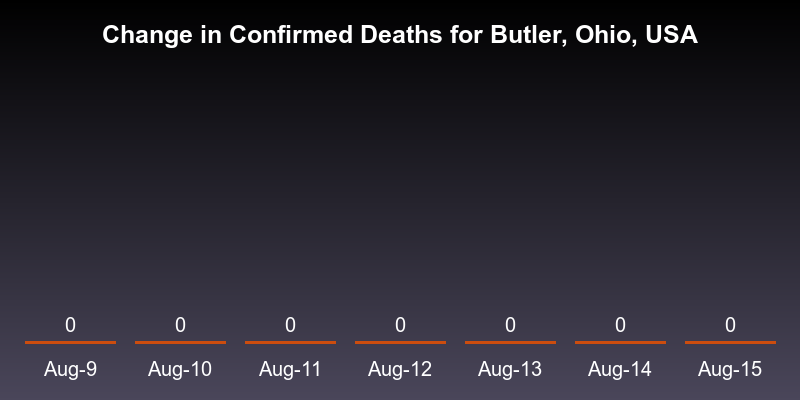 Change in Confirmed Deaths for Butler, Ohio, USA
0 0 0 0 0 0 0
Aug-9 Aug-10 Aug-11 Aug-12 Aug-13 Aug-14 Aug-15